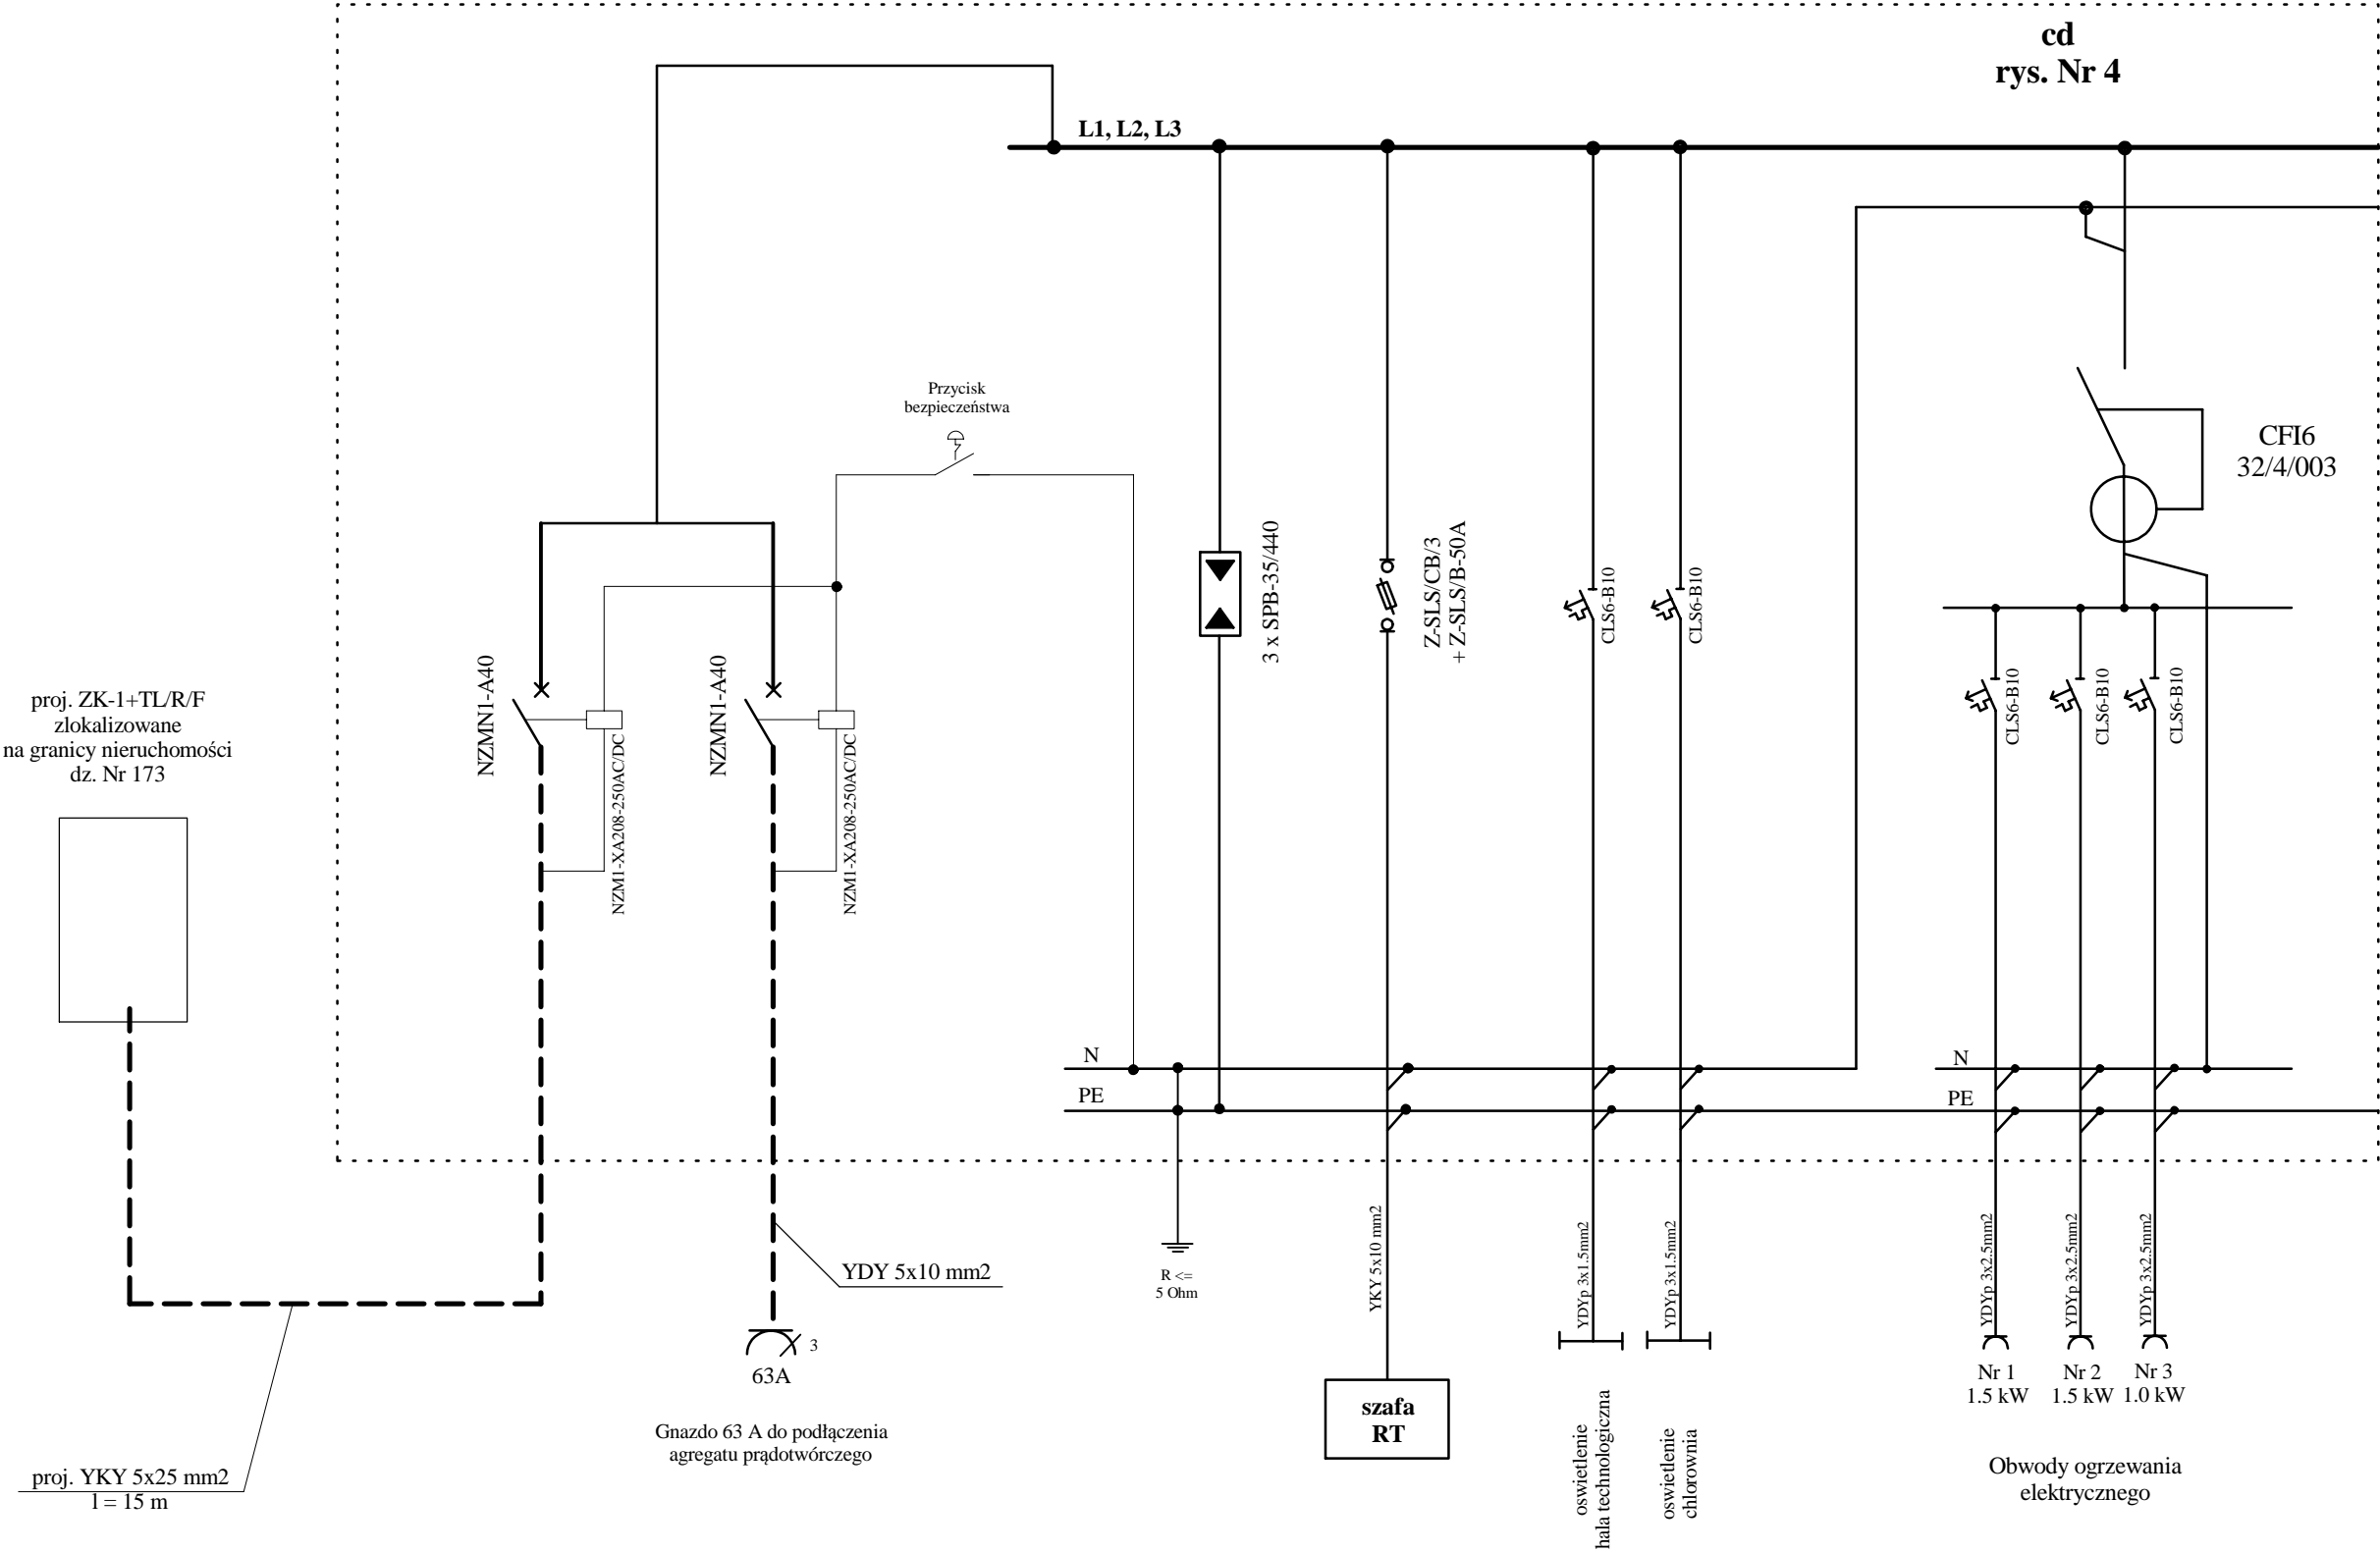 cd
rys. Nr 4
L1, L2, L3
Przycisk
bezpieczeństwa
CFI6
32/4/003
3 x SPB-35/440
Z-SLS/CB/3
+ Z-SLS/B-50A
CLS6-B10
CLS6-B10
NZMN1-A40
NZMN1-A40
CLS6-B10
CLS6-B10
CLS6-B10
proj. ZK-1+TL/R/F
zlokalizowane
na granicy nieruchomości
dz. Nr 173
NZM1-XA208-250AC/DC
NZM1-XA208-250AC/DC
N
N
PE
PE
YKY 5x10 mm2
YDYp 3x1.5mm2
YDYp 3x1.5mm2
YDYp 3x2.5mm2
YDYp 3x2.5mm2
YDYp 3x2.5mm2
YDY 5x10 mm2
R <=
5 Ohm
3
63A
Nr 1
1.5 kW
Nr 2
1.5 kW
Nr 3
1.0 kW
szafa
RT
Gnazdo 63 A do podłączenia
agregatu prądotwórczego
oswietlenie
hala technologiczna
oswietlenie
chlorownia
Obwody ogrzewania
elektrycznego
proj. YKY 5x25 mm2
l = 15 m